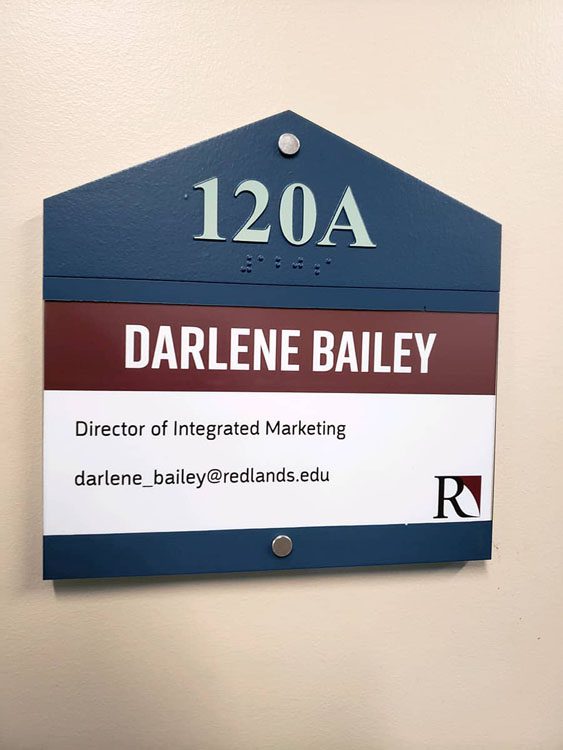 120A
DARLENE BAILEY
Director of Integrated Marketing
darlene_bailey@redlands.edu
R